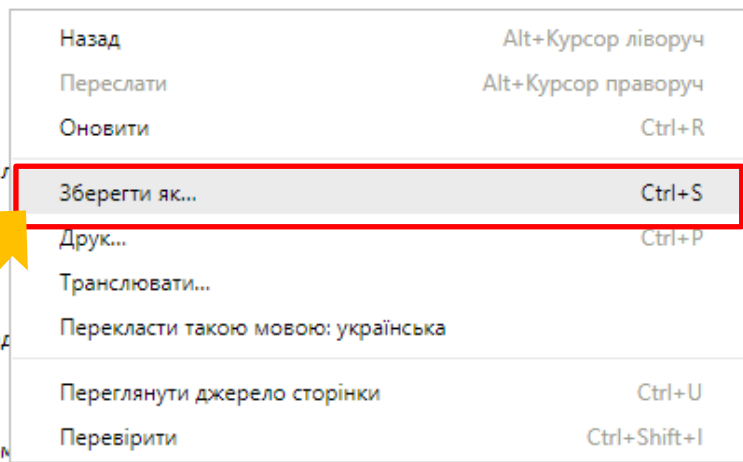 Назад Alt+Курсор ліворуч
Переслати Alt+Курсор праворуч
Оновити Ctrl+R
Зберегти як... Ctrl+S
Друк... Ctrl+P
Транслювати...
Перекласти такою мовою: українська
Переглянути джерело сторінки Ctrl+U
Перевірити Ctrl+Shift+I